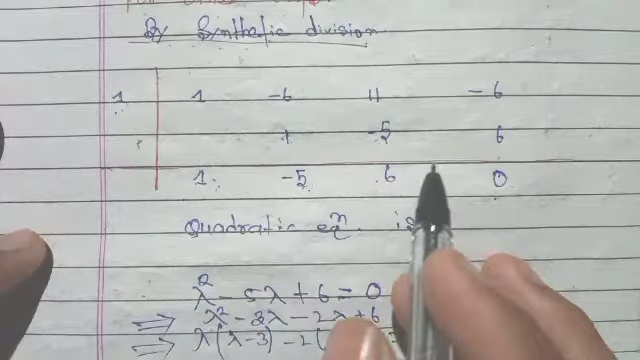 By Synthetic division
1 1 -6 11 -6
1 -5 6
1 -5 6 0
Quadratic eqn. is
λ² - 5λ + 6 = 0
⇒ λ² - 3λ - 2λ + 6
⇒ λ(λ-3) - 2(